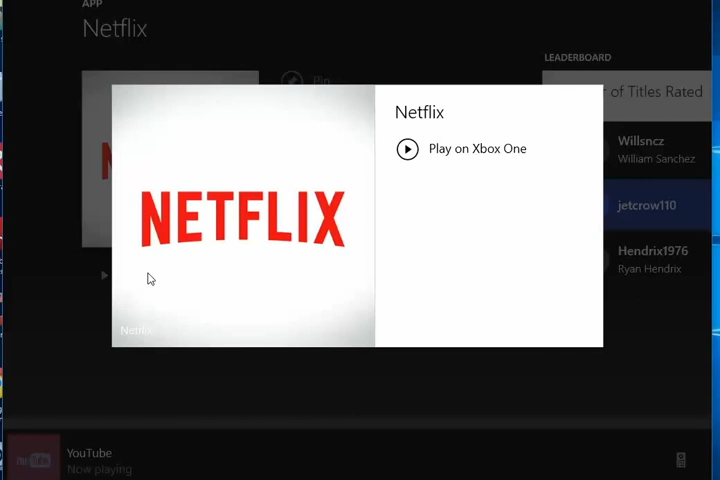 APP
Netflix
Pin
LEADERBOARD
of Titles Rated
Netflix
Play on Xbox One
NETFLIX
Willsncz
William Sanchez
jetcrow110
Hendrix1976
Ryan Hendrix
Netflix
YouTube
YouTube
Now playing